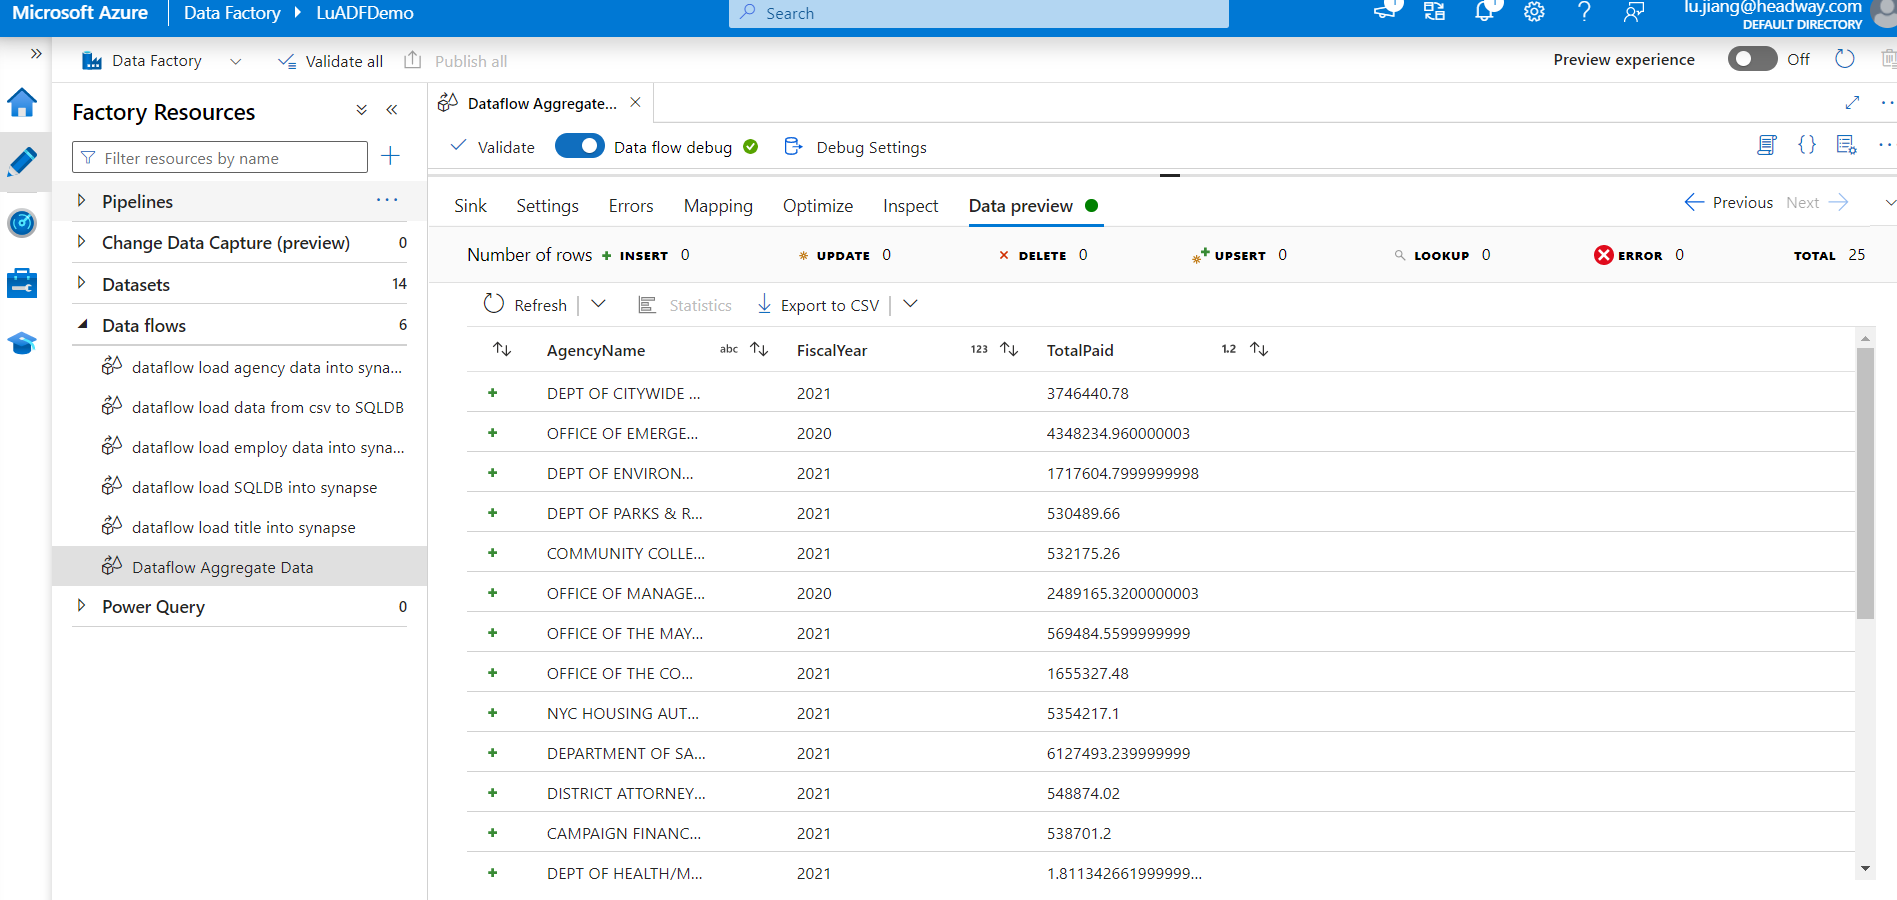 Microsoft Azure
Data Factory
LuADFDemo
Search
1
1
lu.jiang@headway.com
DEFAULT DIRECTORY
Data Factory
Validate all
Publish all
Preview experience
Off
Factory Resources
Filter resources by name
Pipelines
Change Data Capture (preview) 0
Datasets 14
Data flows 6
dataflow load agency data into syna...
dataflow load data from csv to SQLDB
dataflow load employ data into syna...
dataflow load SQLDB into synapse
dataflow load title into synapse
Dataflow Aggregate Data
Power Query 0
Dataflow Aggregate...
Validate
Data flow debug
Debug Settings
{}
Sink Settings Errors Mapping Optimize Inspect Data preview
Previous Next
Number of rows + INSERT 0 * UPDATE 0 × DELETE 0 UPSERT 0 LOOKUP 0 ERROR 0 TOTAL 25
Refresh
Statistics
Export to CSV
AgencyName abc FiscalYear 123 TotalPaid 1.2
+ DEPT OF CITYWIDE ... 2021 3746440.78
+ OFFICE OF EMERGE... 2020 4348234.960000003
+ DEPT OF ENVIRON... 2021 1717604.7999999998
+ DEPT OF PARKS & R... 2021 530489.66
+ COMMUNITY COLLE... 2021 532175.26
+ OFFICE OF MANAGE... 2020 2489165.3200000003
+ OFFICE OF THE MAY... 2021 569484.5599999999
+ OFFICE OF THE CO... 2021 1655327.48
+ NYC HOUSING AUT... 2021 5354217.1
+ DEPARTMENT OF SA... 2021 6127493.239999999
+ DISTRICT ATTORNEY... 2021 548874.02
+ CAMPAIGN FINANC... 2021 538701.2
+ DEPT OF HEALTH/M... 2021 1.811342661999999...